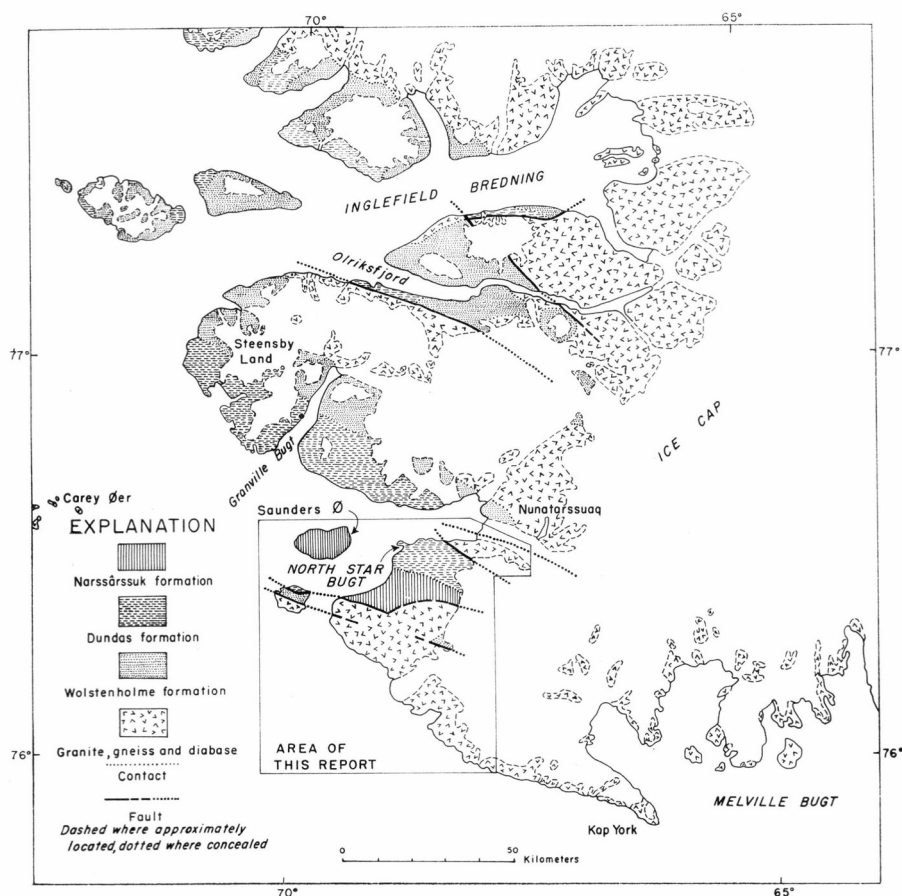 70°
65°
INGLEFIELD BREDNING
Olriksfjord
77°
Steensby
Land
77°
ICE CAP
Granville Bugt
Carey Øer
Nunatarssuaq
Saunders Ø
EXPLANATION
NORTH STAR
BUGT
Narssârssuk formation
Dundas formation
Wolstenholme formation
Granite, gneiss and diabase
76°
76°
AREA OF
THIS REPORT
Contact
MELVILLE BUGT
Fault
Dashed where approximately
located, dotted where concealed
Kap York
0 50
Kilometers
70°
65°